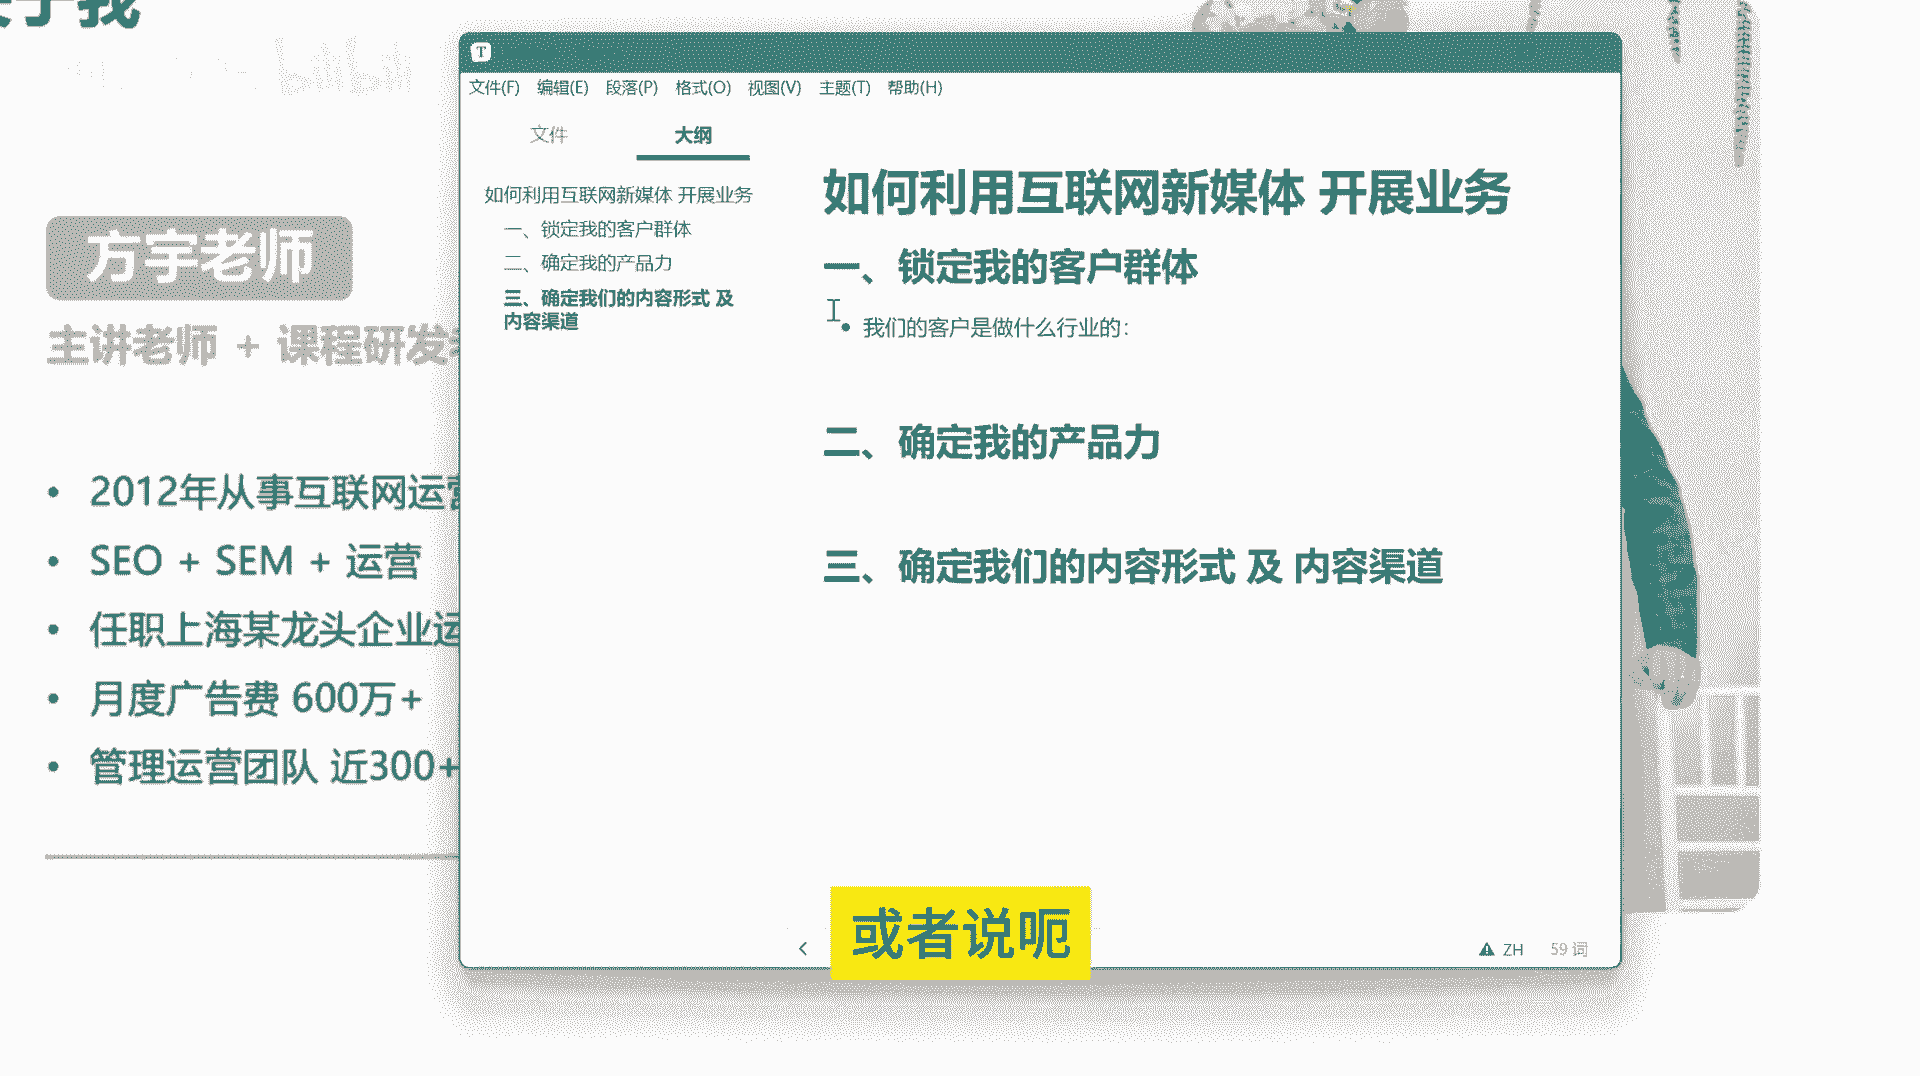 bilibili
方宇老师
主讲老师 + 课程研发
2012年从事互联网运营
SEO + SEM + 运营
任职上海某龙头企业运
月度广告费 600万+
管理运营团队 近300+
T
文件(F) 编辑(E) 段落(P) 格式(O) 视图(V) 主题(T) 帮助(H)
文件 大纲
如何利用互联网新媒体 开展业务
一、锁定我的客户群体
二、确定我的产品力
三、确定我们的内容形式 及
内容渠道
如何利用互联网新媒体 开展业务
一、锁定我的客户群体
我们的客户是做什么行业的：
二、确定我的产品力
三、确定我们的内容形式 及 内容渠道
ZH 59 词
或者说呃